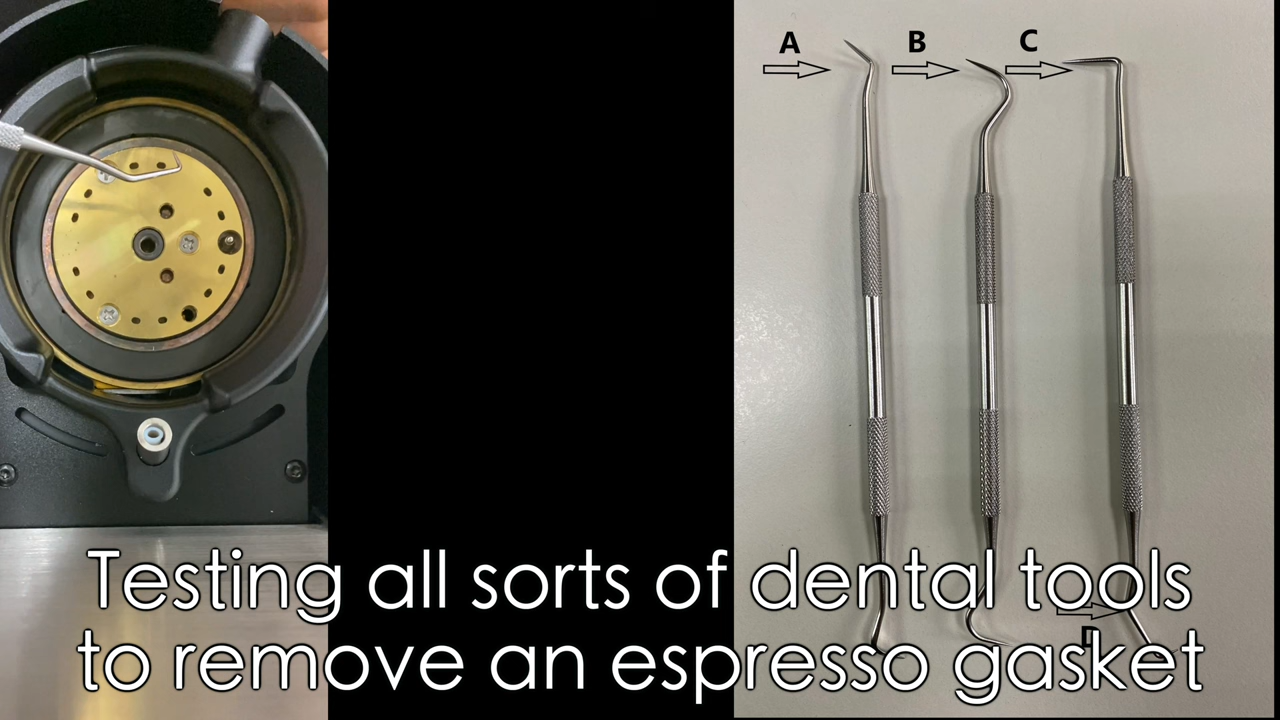 A B C
Testing all sorts of dental tools
D
to remove an espresso gasket